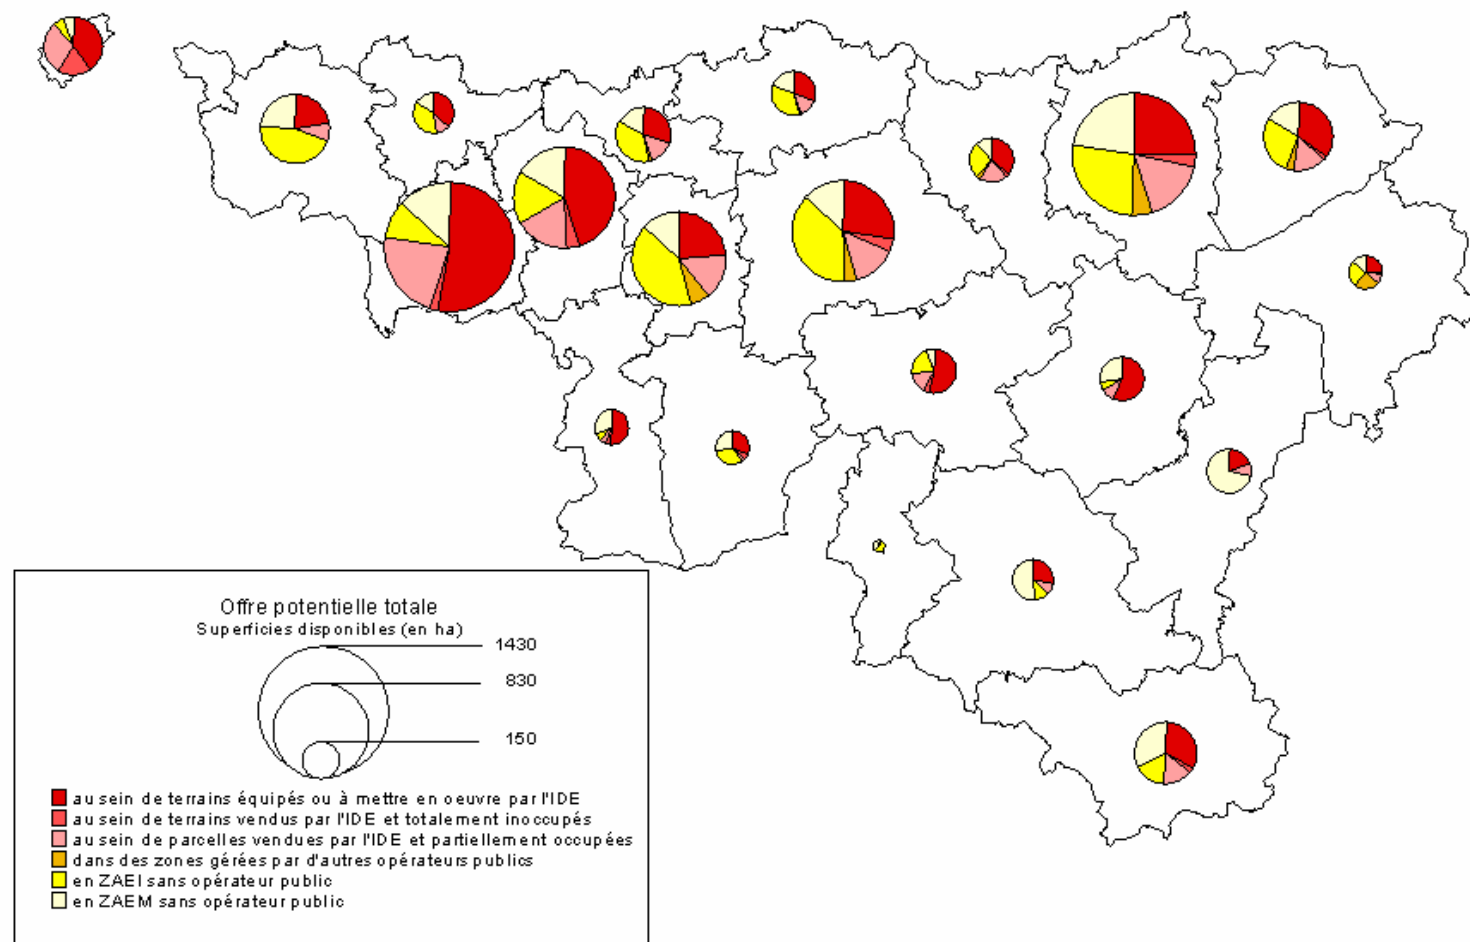 Offre potentielle totale
Superficies disponibles (en ha)
1430
830
150
au sein de terrains équipés ou à mettre en oeuvre par l'IDE
au sein de terrains vendus par l'IDE et totalement inoccupés
au sein de parcelles vendues par l'IDE et partiellement occupées
dans des zones gérées par d'autres opérateurs publics
en ZAEI sans opérateur public
en ZAEM sans opérateur public